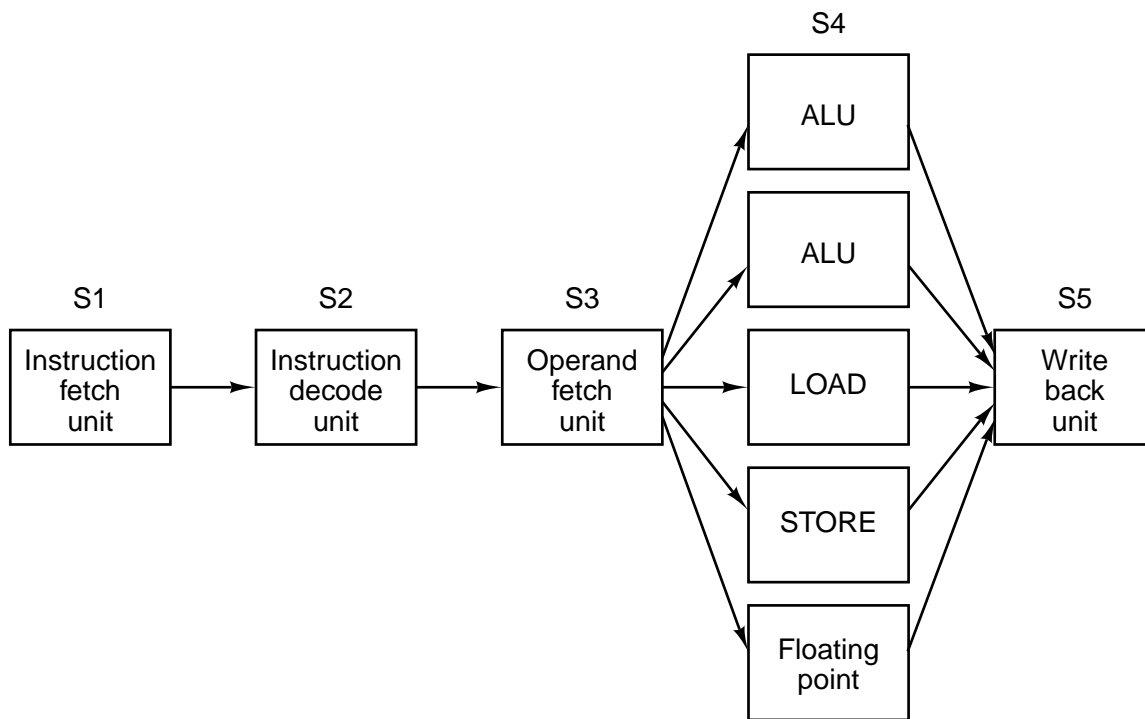 S4
ALU
ALU
S1
S2
S3
S5
Instruction
fetch
unit
Instruction
decode
unit
Operand
fetch
unit
LOAD
Write
back
unit
STORE
Floating
point